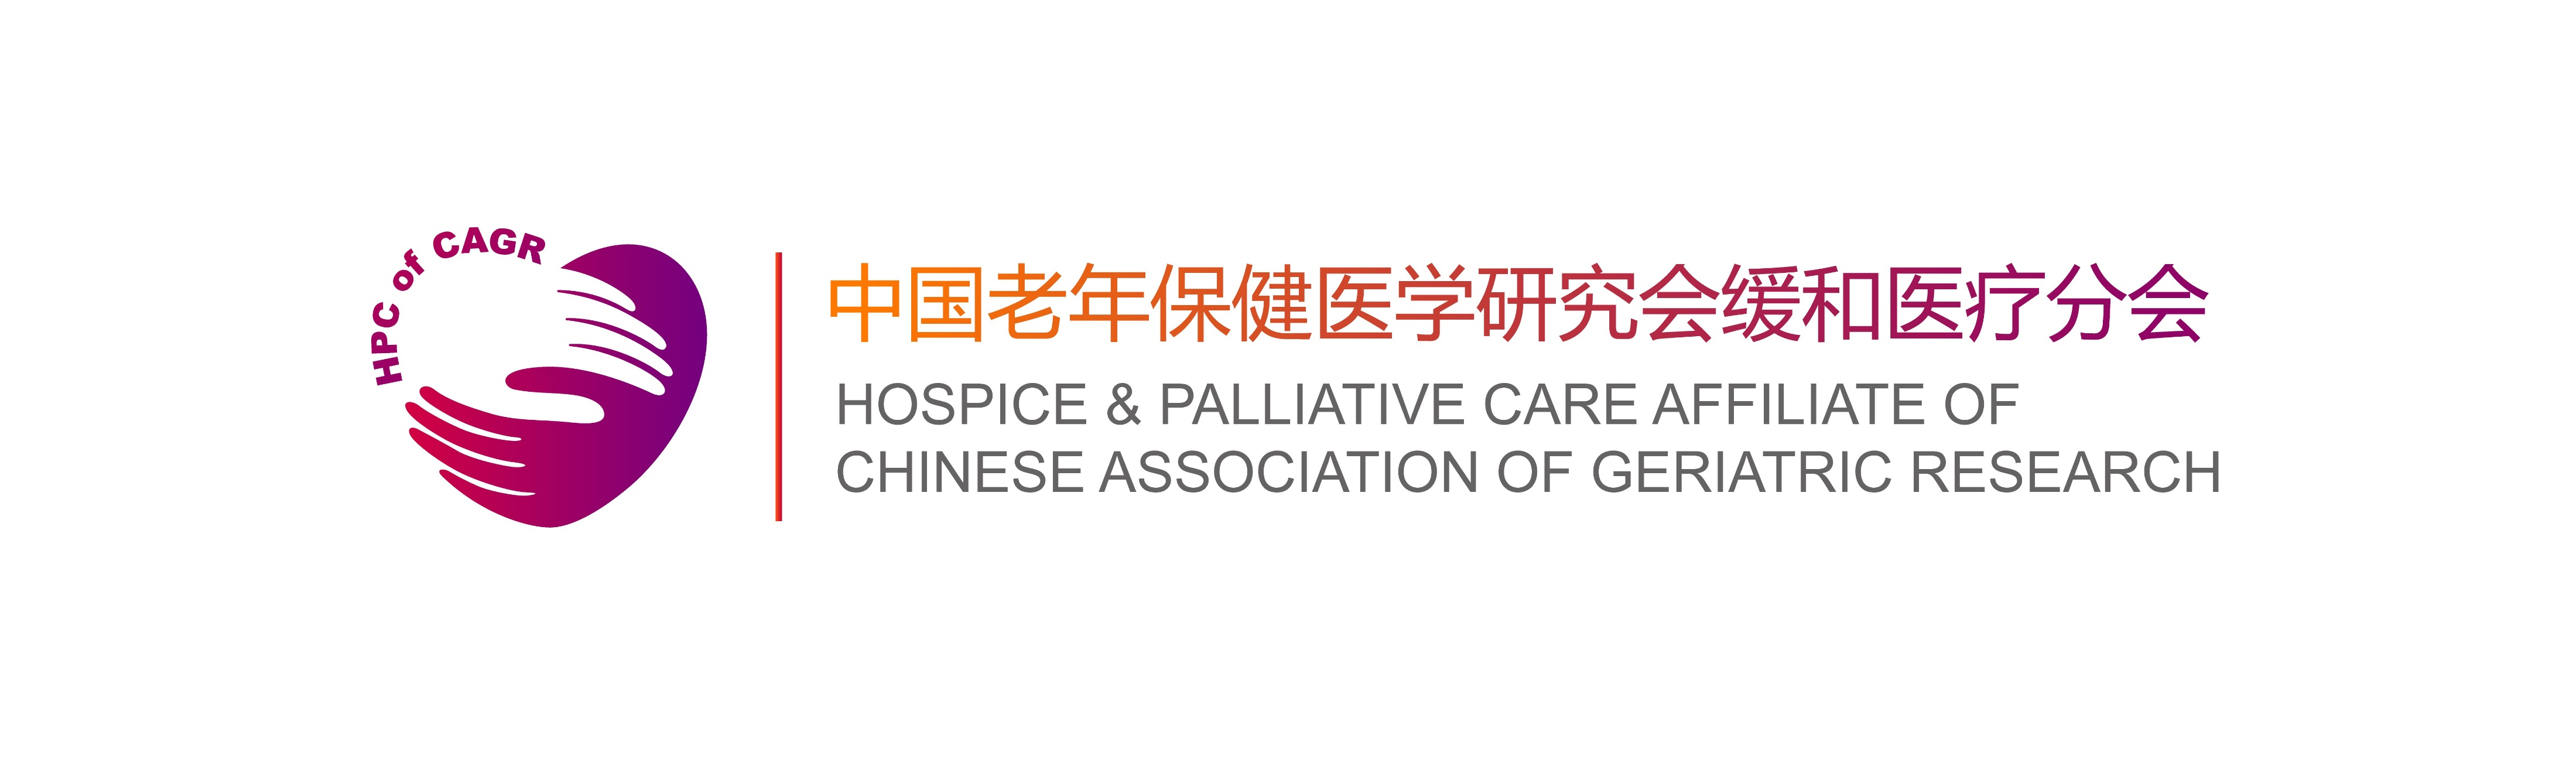 HPC of CAGR
中国老年保健医学研究会缓和医疗分会
HOSPICE & PALLIATIVE CARE AFFILIATE OF
CHINESE ASSOCIATION OF GERIATRIC RESEARCH